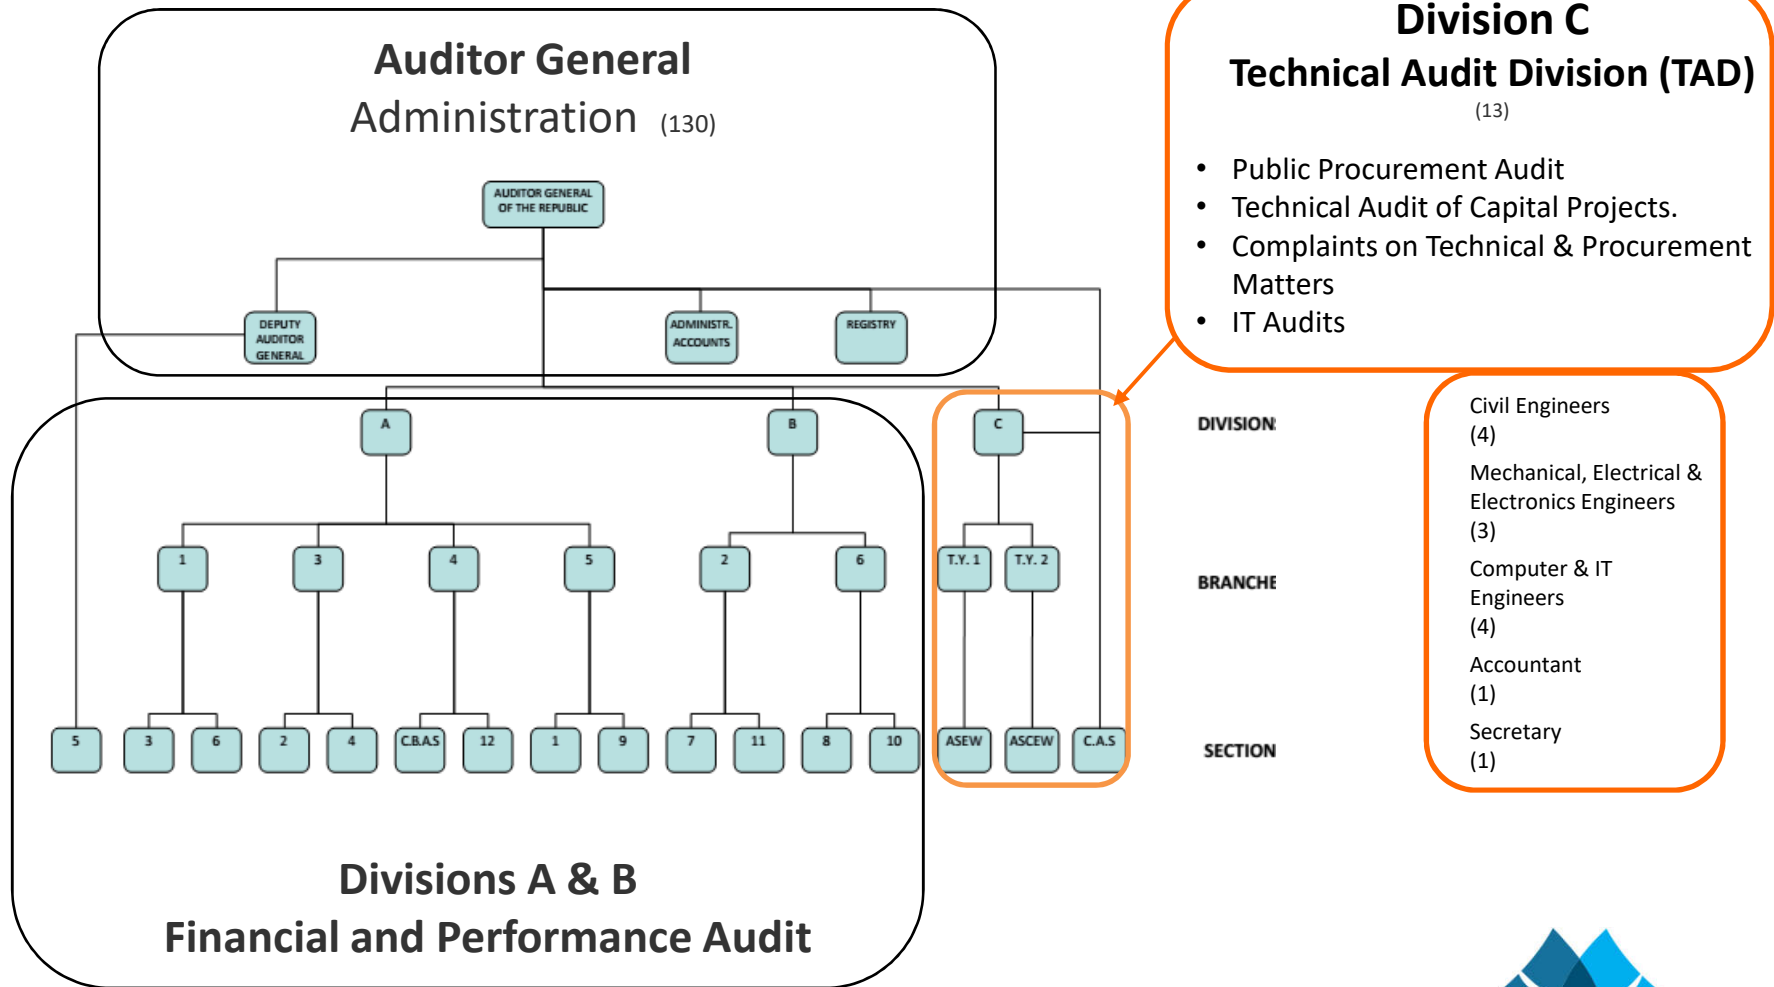 Auditor General
Administration (130)
AUDITOR GENERAL
OF THE REPUBLIC
DEPUTY
AUDITOR
GENERAL
ADMINISTR.
ACCOUNTS
REGISTRY
Division C
Technical Audit Division (TAD)
(13)
• Public Procurement Audit
• Technical Audit of Capital Projects.
• Complaints on Technical & Procurement
Matters
• IT Audits
A
B
C
DIVISION
1
3
4
5
2
6
T.Y. 1
T.Y. 2
BRANCHE
5
3
6
2
4
C.B.A.S
12
1
9
7
11
8
10
ASEW
ASCEW
C.A.S
SECTION
Civil Engineers
(4)
Mechanical, Electrical &
Electronics Engineers
(3)
Computer & IT
Engineers
(4)
Accountant
(1)
Secretary
(1)
Divisions A & B
Financial and Performance Audit